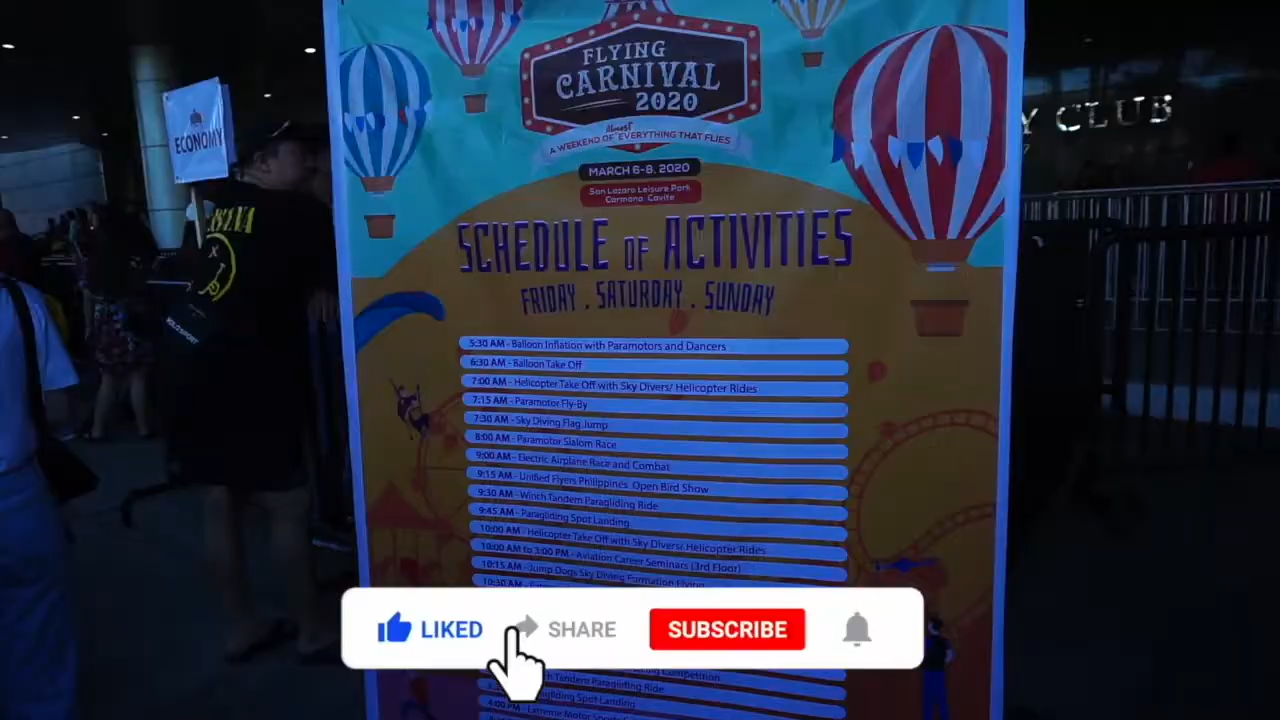 FLYING
CARNIVAL
2020
Almost
A WEEKEND OF EVERYTHING THAT FLIES
MARCH 6-8, 2020
San Lazaro Leisure Park
Carmona, Cavite
SCHEDULE OF ACTIVITIES
FRIDAY . SATURDAY . SUNDAY
5:30 AM - Balloon Inflation with Paramotors and Dancers
6:30 AM - Balloon Take Off
7:00 AM - Helicopter Take Off with Sky Divers/ Helicopter Rides
7:15 AM - Paramotor Fly-By
7:30 AM - Sky Diving Flag Jump
8:00 AM - Paramotor Slalom Race
9:00 AM - Electric Airplane Race and Combat
9:15 AM - Unified Flyers Philippines Open Bird Show
9:30 AM - Winch Tandem Paragliding Ride
9:45 AM - Paragliding Spot Landing
10:00 AM - Helicopter Take Off with Sky Divers/ Helicopter Rides
10:00 AM to 3:00 PM - Aviation Career Seminars (3rd Floor)
10:15 AM - Jump Dogs Sky Diving Formation Flying
10:30 AM
LIKED
SHARE
SUBSCRIBE
Competition
Tandem Paragliding Ride
Spot Landing
4:00 PM - Extreme Motor
ECONOMY
Y CLUB
POLO SPORT